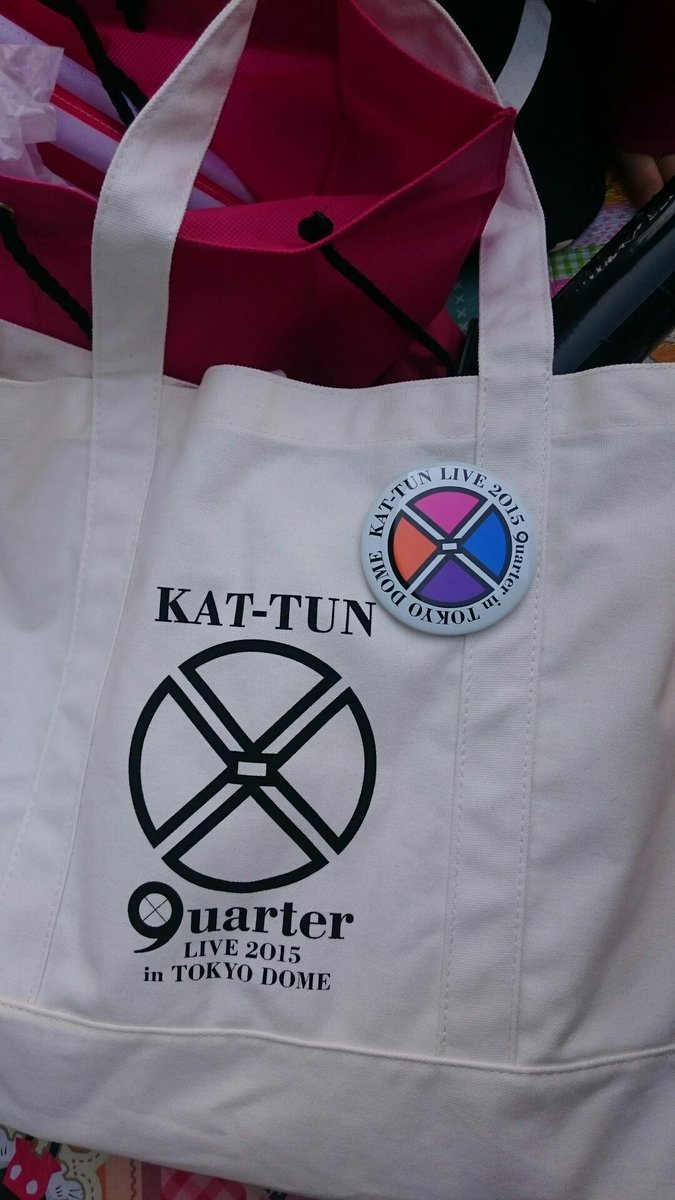 KAT-TUN LIVE 2015 9uarter in TOKYO DOME
KAT-TUN
9uarter
LIVE 2015
in TOKYO DOME